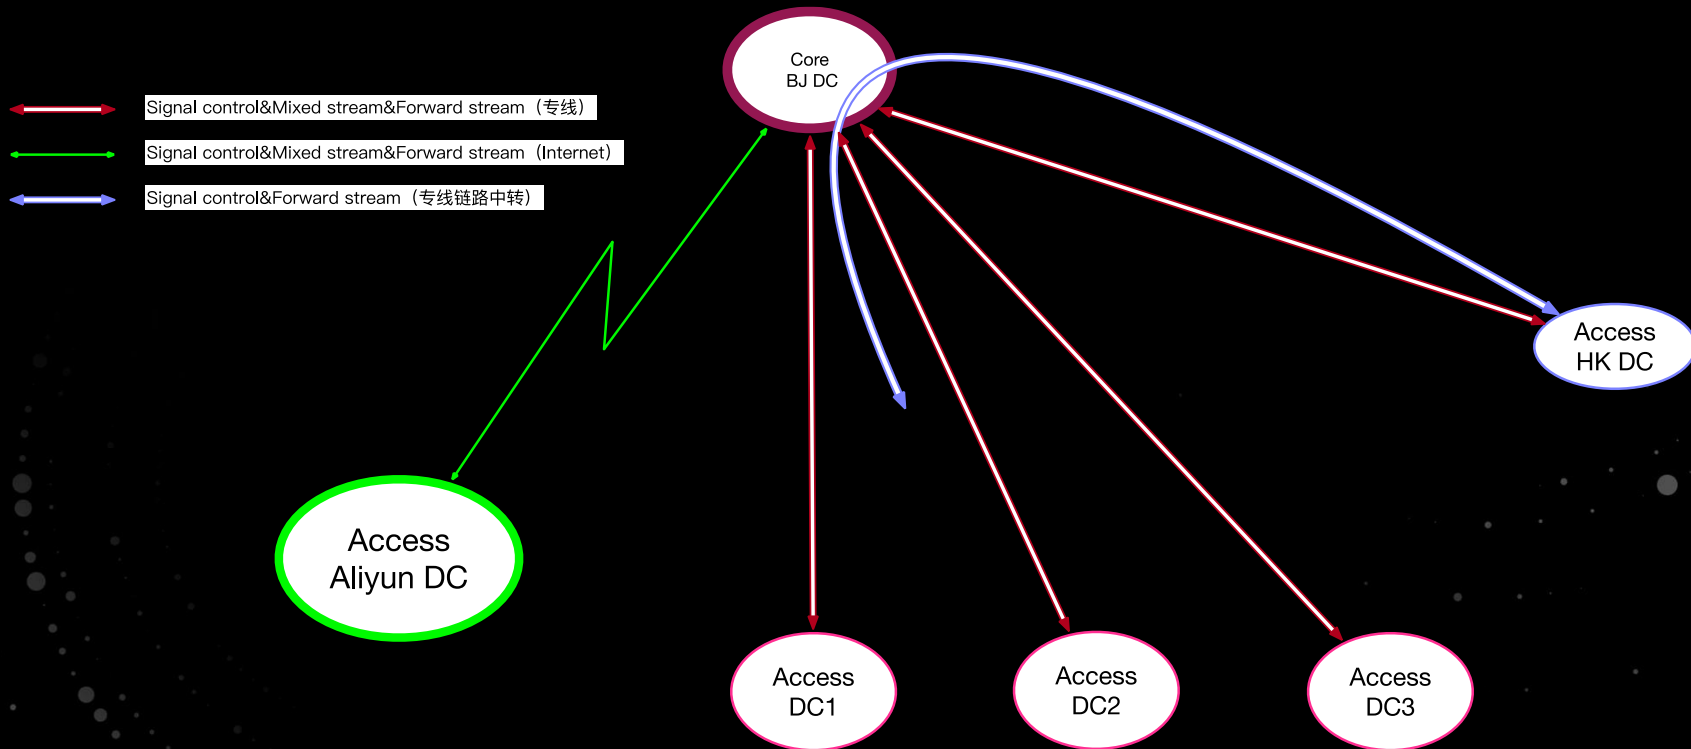 Core
BJ DC
Signal control&Mixed stream&Forward stream（专线）
Signal control&Mixed stream&Forward stream（Internet）
Signal control&Forward stream（专线链路中转）
Access
HK DC
Access
Aliyun DC
Access
DC1
Access
DC2
Access
DC3